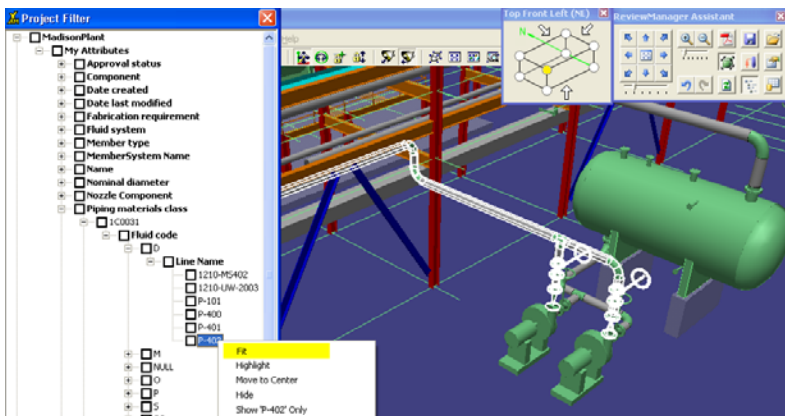 Project Filter
MadisonPlant
My Attributes
Approval status
Component
Date created
Date last modified
Fabrication requirement
Fluid system
Member type
MemberSystem Name
Name
Nominal diameter
Nozzle Component
Piping materials class
1C0031
Fluid code
D
Line Name
1210-MS402
1210-UW-2003
P-101
P-400
P-401
P-402
M
NULL
O
P
S
Fit
Highlight
Move to Center
Hide
Show 'P-402' Only
Help
Top Front Left (NL)
N
ReviewManager Assistant